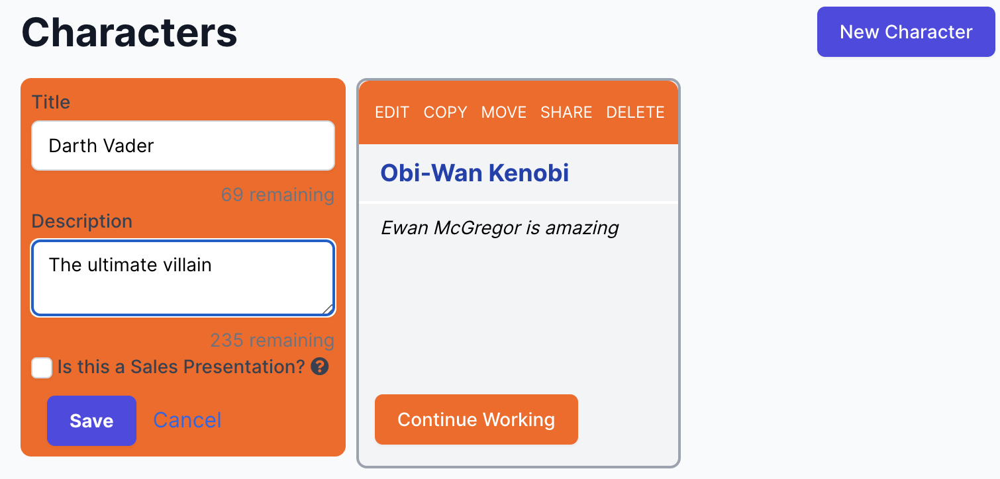 Characters
New Character
Title
Darth Vader
69 remaining
Description
The ultimate villain
235 remaining
Is this a Sales Presentation? ?
Save Cancel
EDIT COPY MOVE SHARE DELETE
Obi-Wan Kenobi
Ewan McGregor is amazing
Continue Working